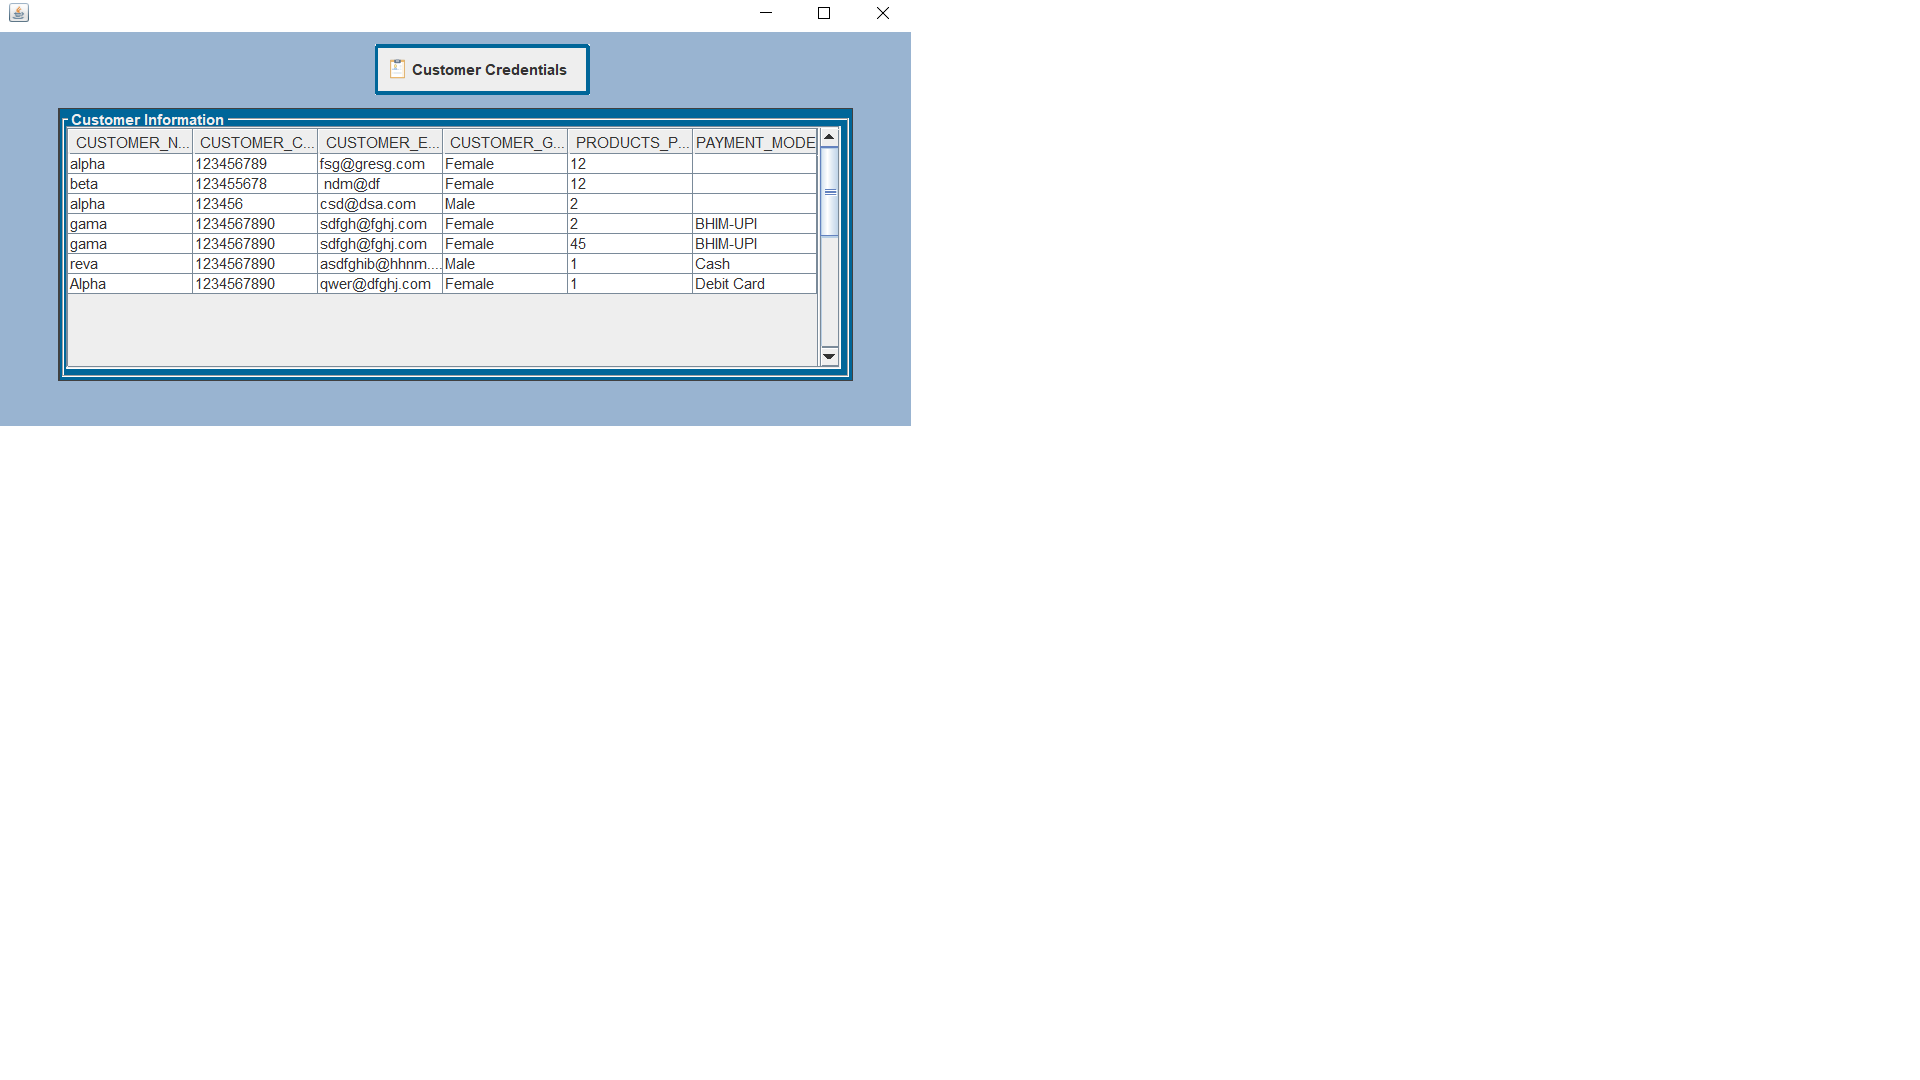 Customer Credentials
Customer Information
CUSTOMER_N... CUSTOMER_C... CUSTOMER_E... CUSTOMER_G... PRODUCTS_P... PAYMENT_MODE
alpha 123456789 fsg@gresg.com Female 12
beta 123455678 ndm@df Female 12
alpha 123456 csd@dsa.com Male 2
gama 1234567890 sdfgh@fghj.com Female 2 BHIM-UPI
gama 1234567890 sdfgh@fghj.com Female 45 BHIM-UPI
reva 1234567890 asdfghib@hhnm.... Male 1 Cash
Alpha 1234567890 qwer@dfghj.com Female 1 Debit Card